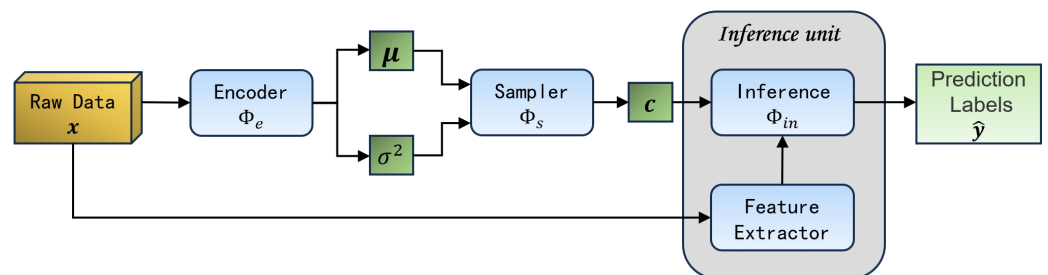 Raw Data
x
Encoder
Φe
μ
σ²
Sampler
Φs
c
Inference unit
Inference
Φin
Feature
Extractor
Prediction
Labels
ŷ